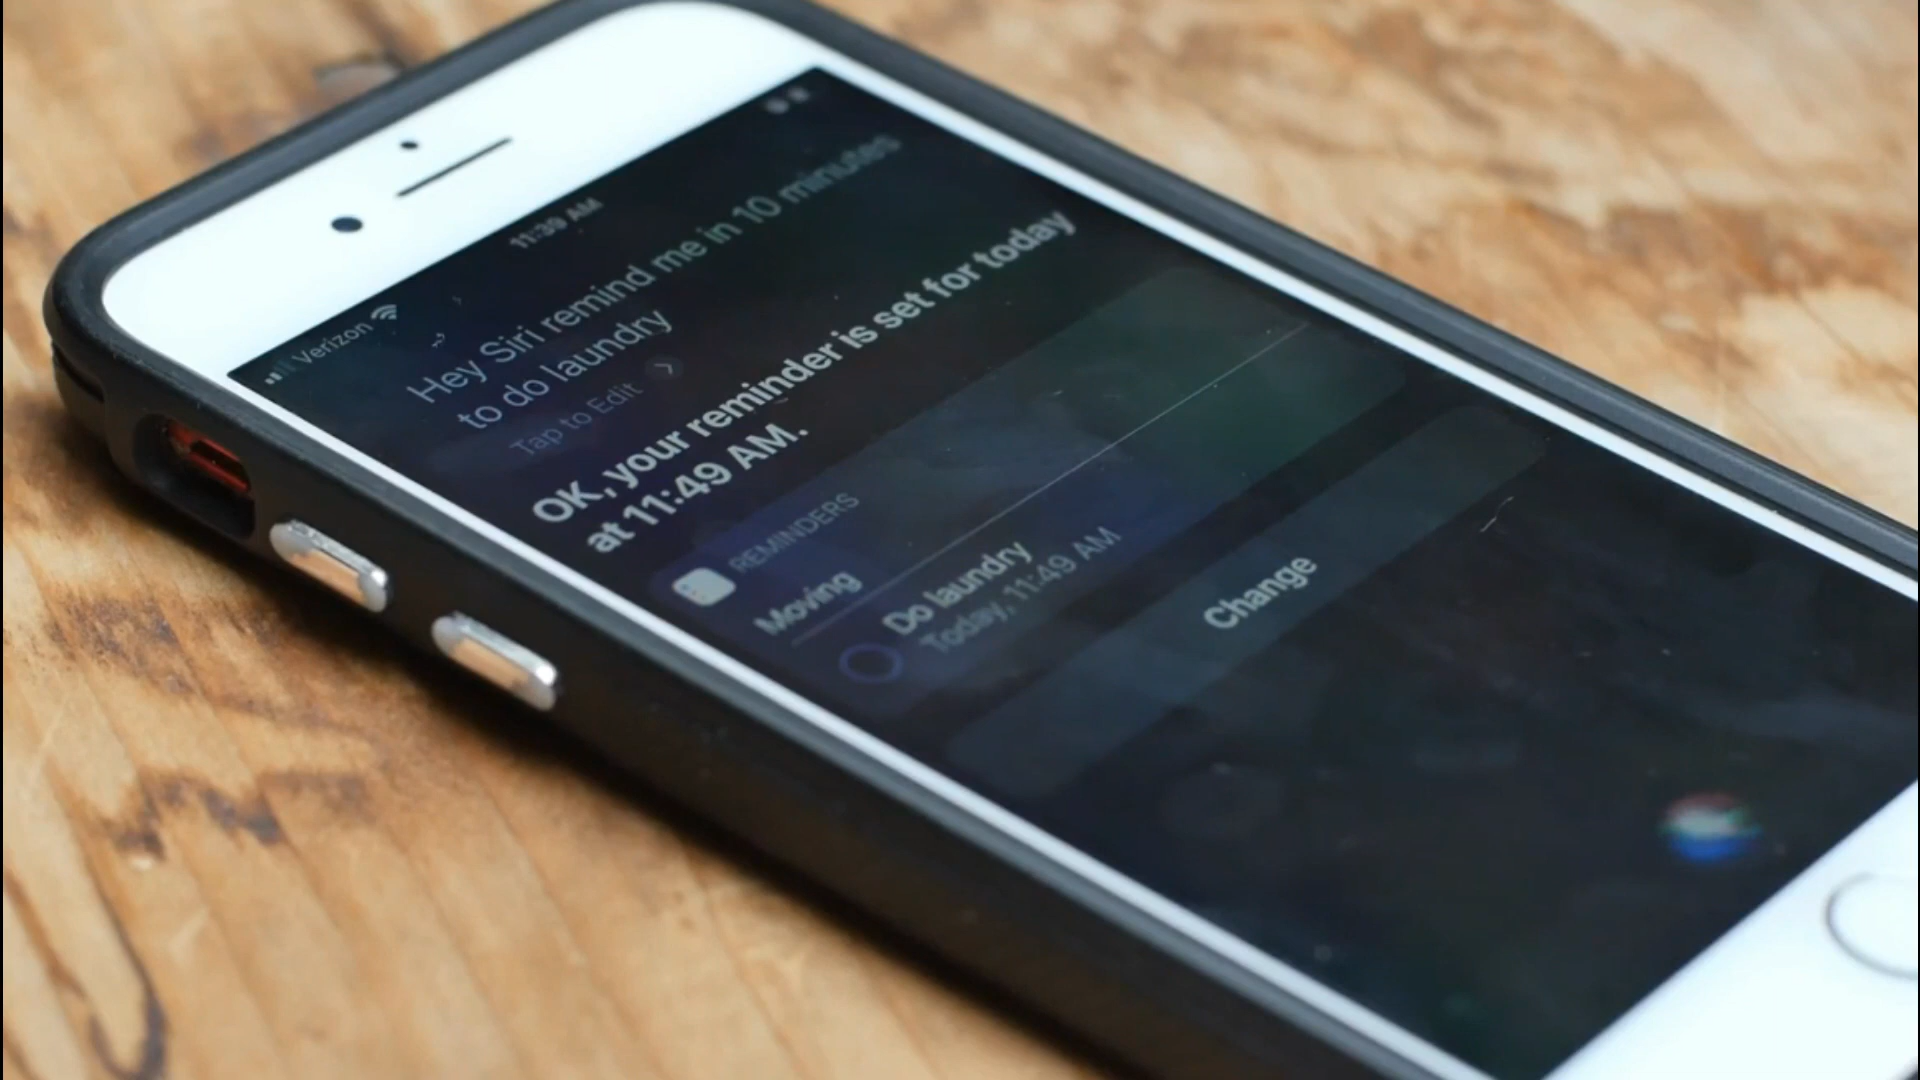 Verizon
11:39 AM
Hey Siri remind me in 10 minutes
to do laundry
Tap to Edit
OK, your reminder is set for today
at 11:49 AM.
REMINDERS
Moving
Do laundry
Today, 11:49 AM
Change